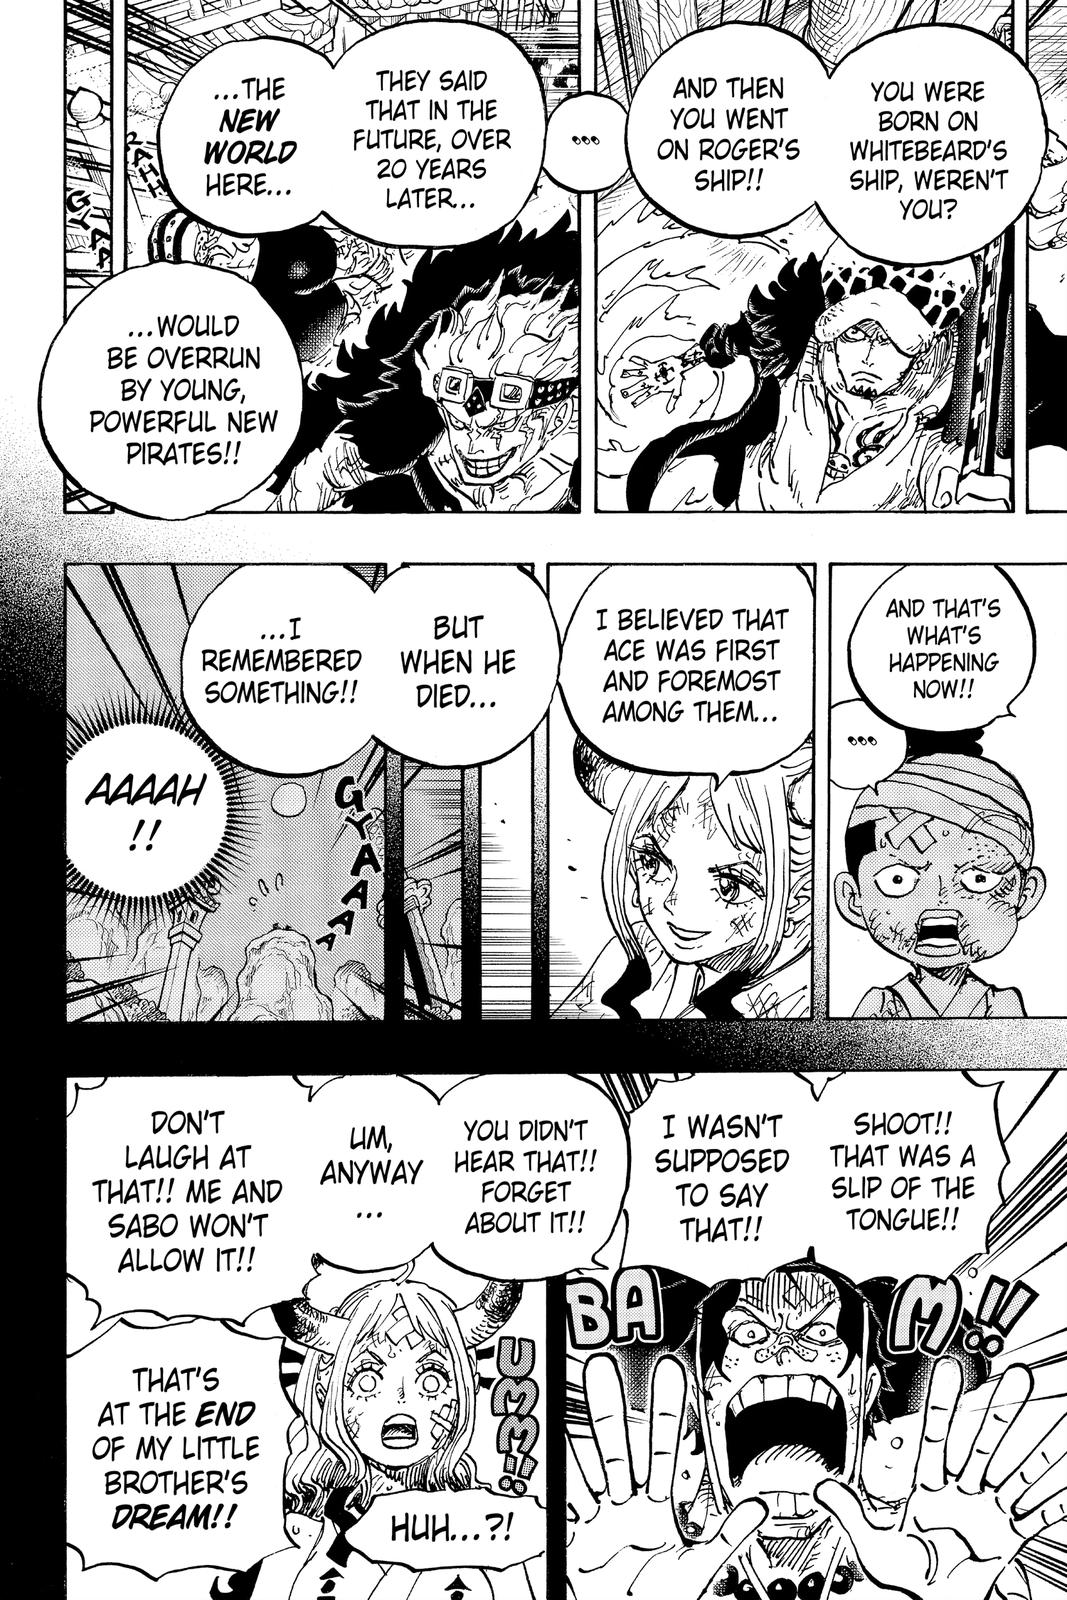 YOU WERE
BORN ON
WHITEBEARD'S
SHIP, WEREN'T
YOU?
AND THEN
YOU WENT
ON ROGER'S
SHIP!!
...
THEY SAID
THAT IN THE
FUTURE, OVER
20 YEARS
LATER...
...THE
NEW
WORLD
HERE...
RAHH
GYAA
...WOULD
BE OVERRUN
BY YOUNG,
POWERFUL NEW
PIRATES!!
AND THAT'S
WHAT'S
HAPPENING
NOW!!
...
I BELIEVED THAT
ACE WAS FIRST
AND FOREMOST
AMONG THEM...
BUT
WHEN HE
DIED...
...I
REMEMBERED
SOMETHING!!
GYAAAA
AAAAH
!!
SHOOT!!
THAT WAS A
SLIP OF THE
TONGUE!!
I WASN'T
SUPPOSED
TO SAY
THAT!!
BAM!!
YOU DIDN'T
HEAR THAT!!
FORGET
ABOUT IT!!
UM,
ANYWAY
...
UMM!!
HUH...?!
DON'T
LAUGH AT
THAT!! ME AND
SABO WON'T
ALLOW IT!!
THAT'S
AT THE END
OF MY LITTLE
BROTHER'S
DREAM!!